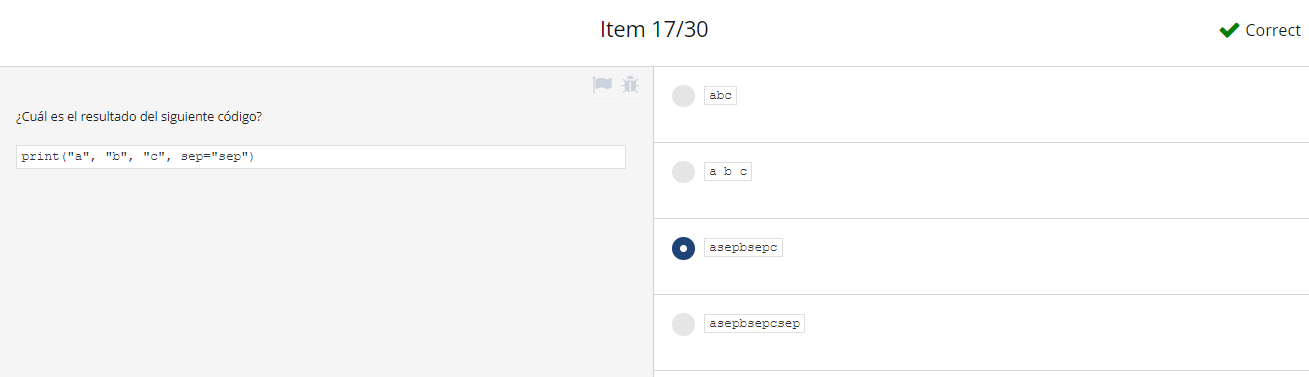 Item 17/30
Correct
¿Cuál es el resultado del siguiente código?
print("a", "b", "c", sep="sep")
abc
a b c
asepbsepc
asepbsepcsep